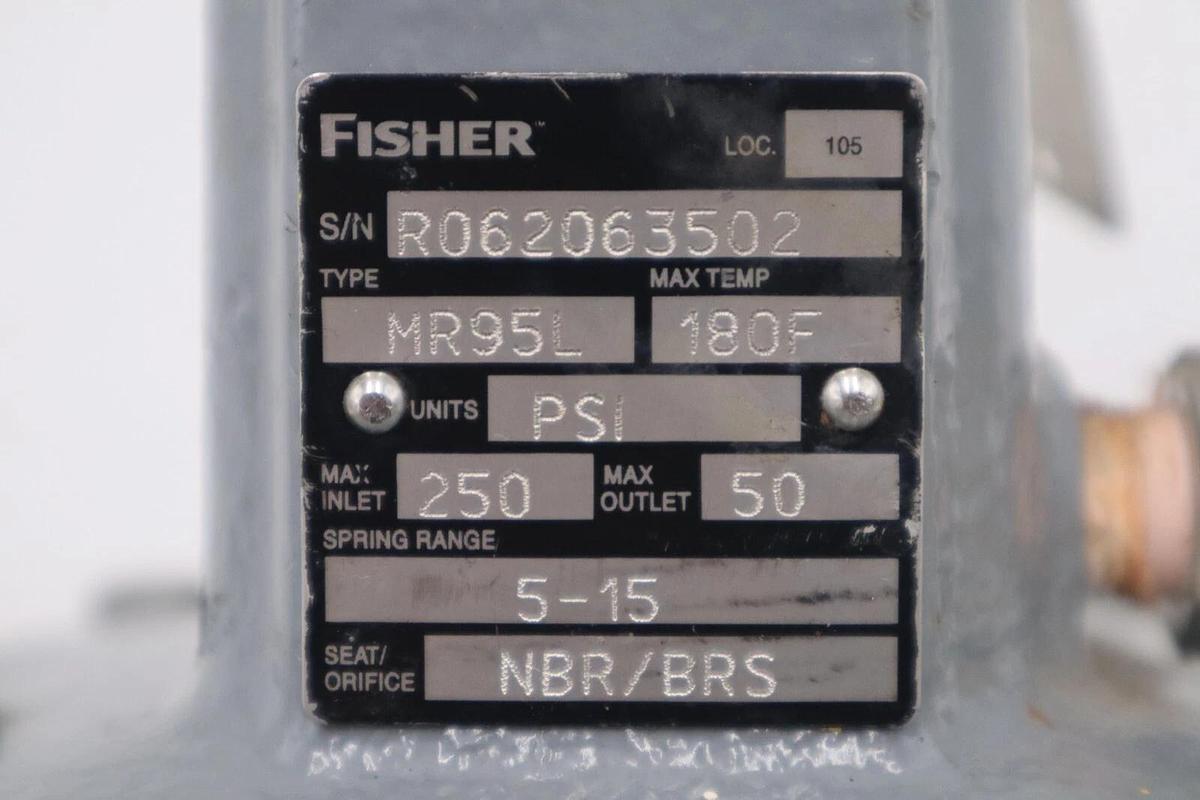 FISHER™ LOC. 105
S/N R062063502
TYPE MAX TEMP
MR95L 180F
UNITS PSI
MAX INLET 250 MAX OUTLET 50
SPRING RANGE
5-15
SEAT/ ORIFICE NBR/BRS